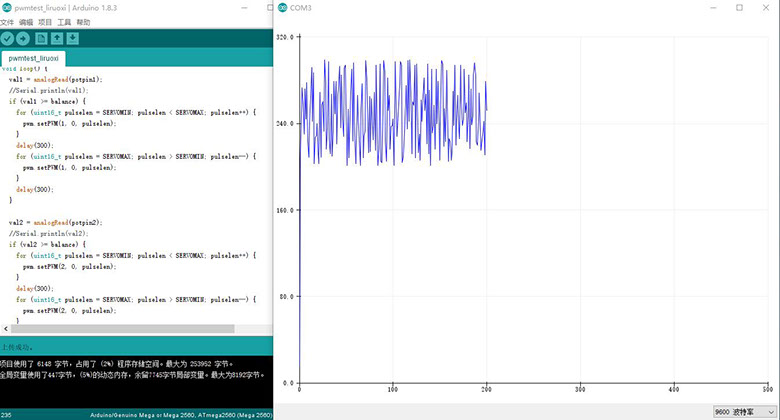 pwmtest_liruoxi | Arduino 1.8.3
文件 编辑 项目 工具 帮助
pwmtest_liruoxi
void loop() {
val1 = analogRead(potpin1);
//Serial.println(val1);
if (val1 >= balance) {
for (uint16_t pulselen = SERVOMIN; pulselen < SERVOMAX; pulselen++) {
pwm.setPWM(1, 0, pulselen);
}
delay(300);
for (uint16_t pulselen = SERVOMAX; pulselen > SERVOMIN; pulselen--) {
pwm.setPWM(1, 0, pulselen);
}
delay(300);
}
val2 = analogRead(potpin2);
//Serial.println(val2);
if (val2 >= balance) {
for (uint16_t pulselen = SERVOMIN; pulselen < SERVOMAX; pulselen++) {
pwm.setPWM(2, 0, pulselen);
}
delay(300);
for (uint16_t pulselen = SERVOMAX; pulselen > SERVOMIN; pulselen--) {
pwm.setPWM(2, 0, pulselen);
}
上传成功。
项目使用了 6148 字节，占用了 (2%) 程序存储空间。最大为 253952 字节。
全局变量使用了447字节，(5%)的动态内存，余留7745字节局部变量。最大为8192字节。
235
Arduino/Genuino Mega or Mega 2560, ATmega2560 (Mega 2560)
COM3
320.0
240.0
160.0
80.0
0.0
0
100
200
300
400
500
9600 波特率